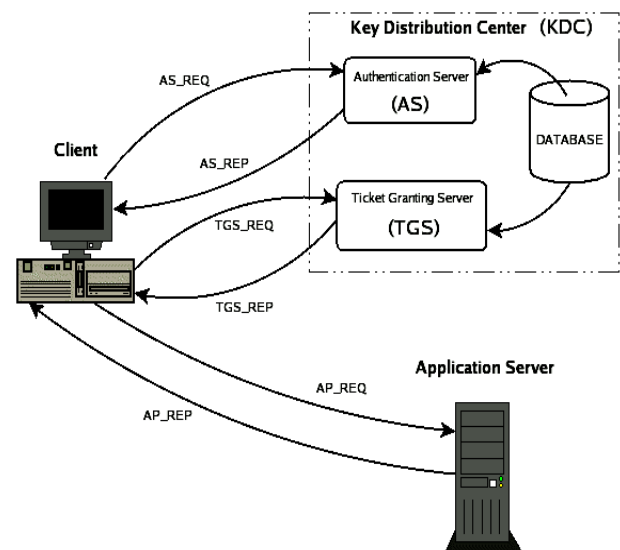 Key Distribution Center (KDC)
AS_REQ
Authentication Server
(AS)
DATABASE
Client
AS_REP
Ticket Granting Server
(TGS)
TGS_REQ
TGS_REP
Application Server
AP_REQ
AP_REP